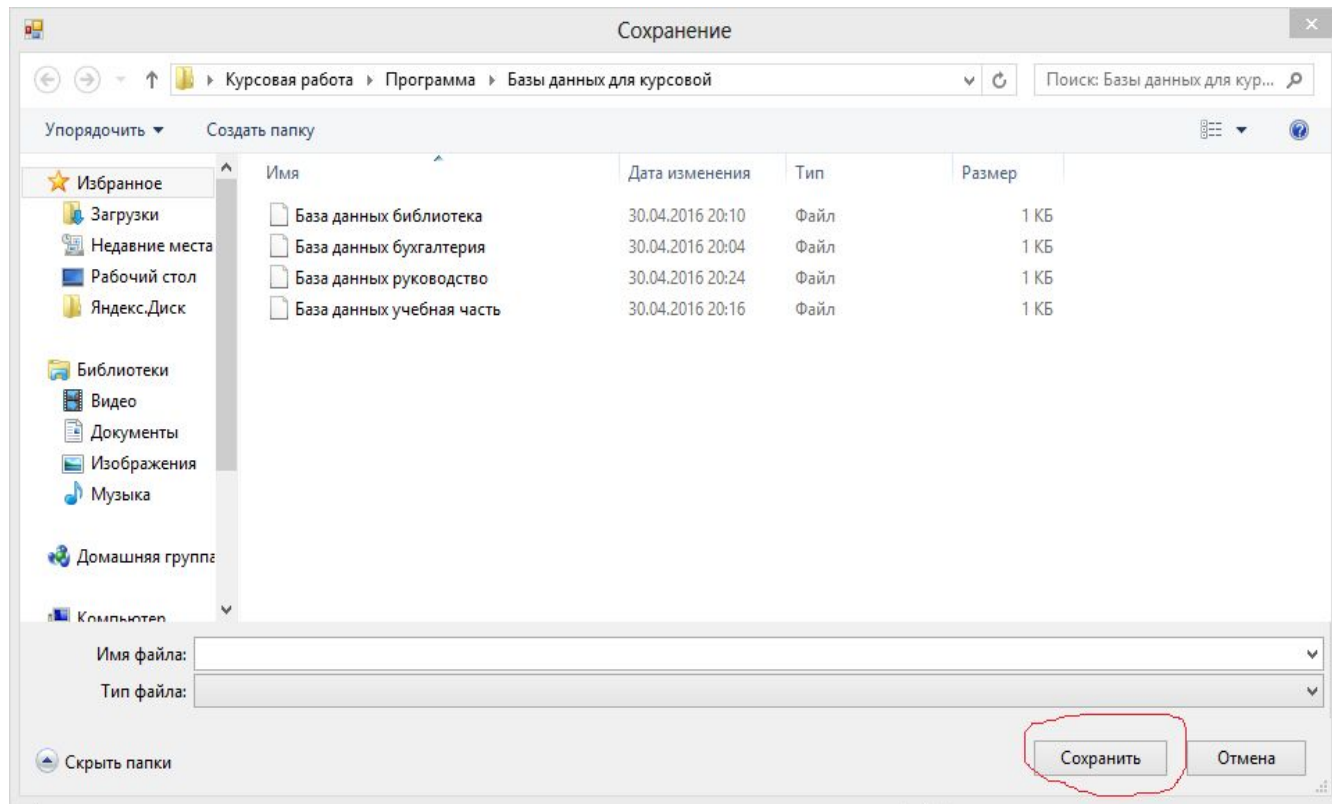 Сохранение
Курсовая работа Программа Базы данных для курсовой
Поиск: Базы данных для кур...
Упорядочить Создать папку
Имя Дата изменения Тип Размер
База данных библиотека 30.04.2016 20:10 Файл 1 КБ
База данных бухгалтерия 30.04.2016 20:04 Файл 1 КБ
База данных руководство 30.04.2016 20:24 Файл 1 КБ
База данных учебная часть 30.04.2016 20:16 Файл 1 КБ
Избранное
Загрузки
Недавние места
Рабочий стол
Яндекс.Диск
Библиотеки
Видео
Документы
Изображения
Музыка
Домашняя группа
Компьютер
Имя файла:
Тип файла:
Скрыть папки
Сохранить Отмена